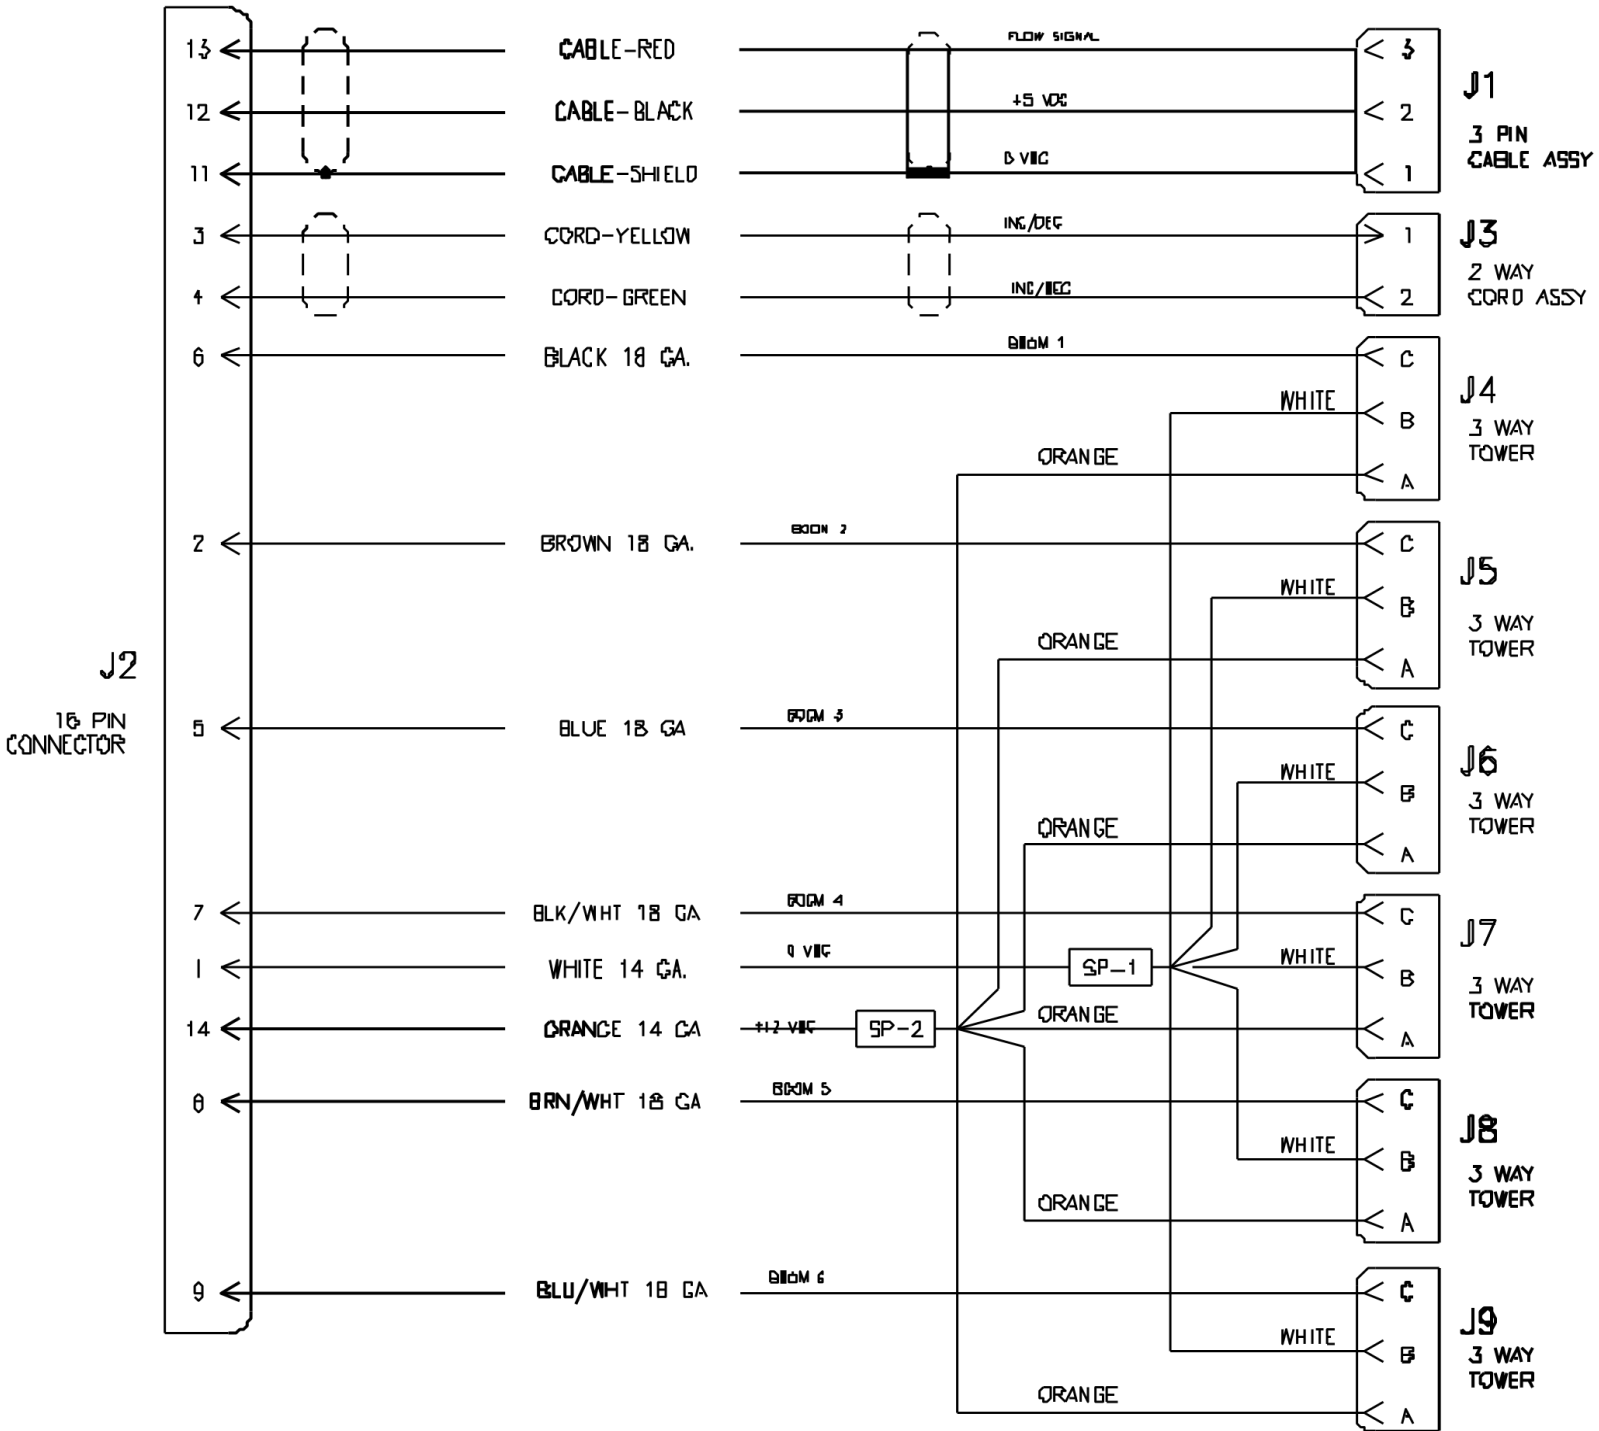 13 CABLE-RED FLOW SIGNAL 3
J1
12 CABLE-BLACK +5 VDC 2
3 PIN
CABLE ASSY
11 CABLE-SHIELD 0 VDC 1
3 CORD-YELLOW INC/DEC 1
J3
2 WAY
CORD ASSY
4 CORD-GREEN INC/DEC 2
6 BLACK 18 GA. BOOM 1 C
J4
WHITE B
3 WAY
TOWER
ORANGE A
2 BROWN 18 GA. BOOM 2 C
J5
WHITE B
3 WAY
TOWER
ORANGE A
J2
16 PIN
CONNECTOR
5 BLUE 18 GA BOOM 3 C
J6
WHITE B
3 WAY
TOWER
ORANGE A
7 BLK/WHT 18 GA BOOM 4 C
J7
1 WHITE 14 GA. 0 VDC SP-1 WHITE B
3 WAY
TOWER
14 ORANGE 14 GA +12 VDC SP-2 ORANGE A
8 BRN/WHT 18 GA BOOM 5 C
J8
WHITE B
3 WAY
TOWER
ORANGE A
9 BLU/WHT 18 GA BOOM 6 C
J9
WHITE B
3 WAY
TOWER
ORANGE A